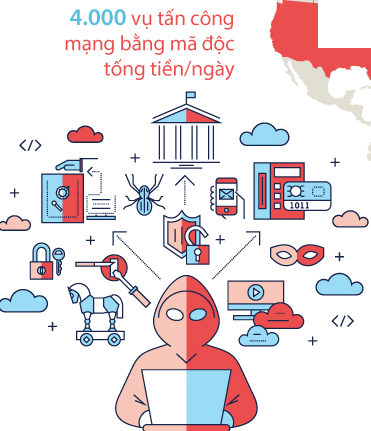 4.000 vụ tấn công
mạng bằng mã độc
tống tiền/ngày
</>
1011
</>